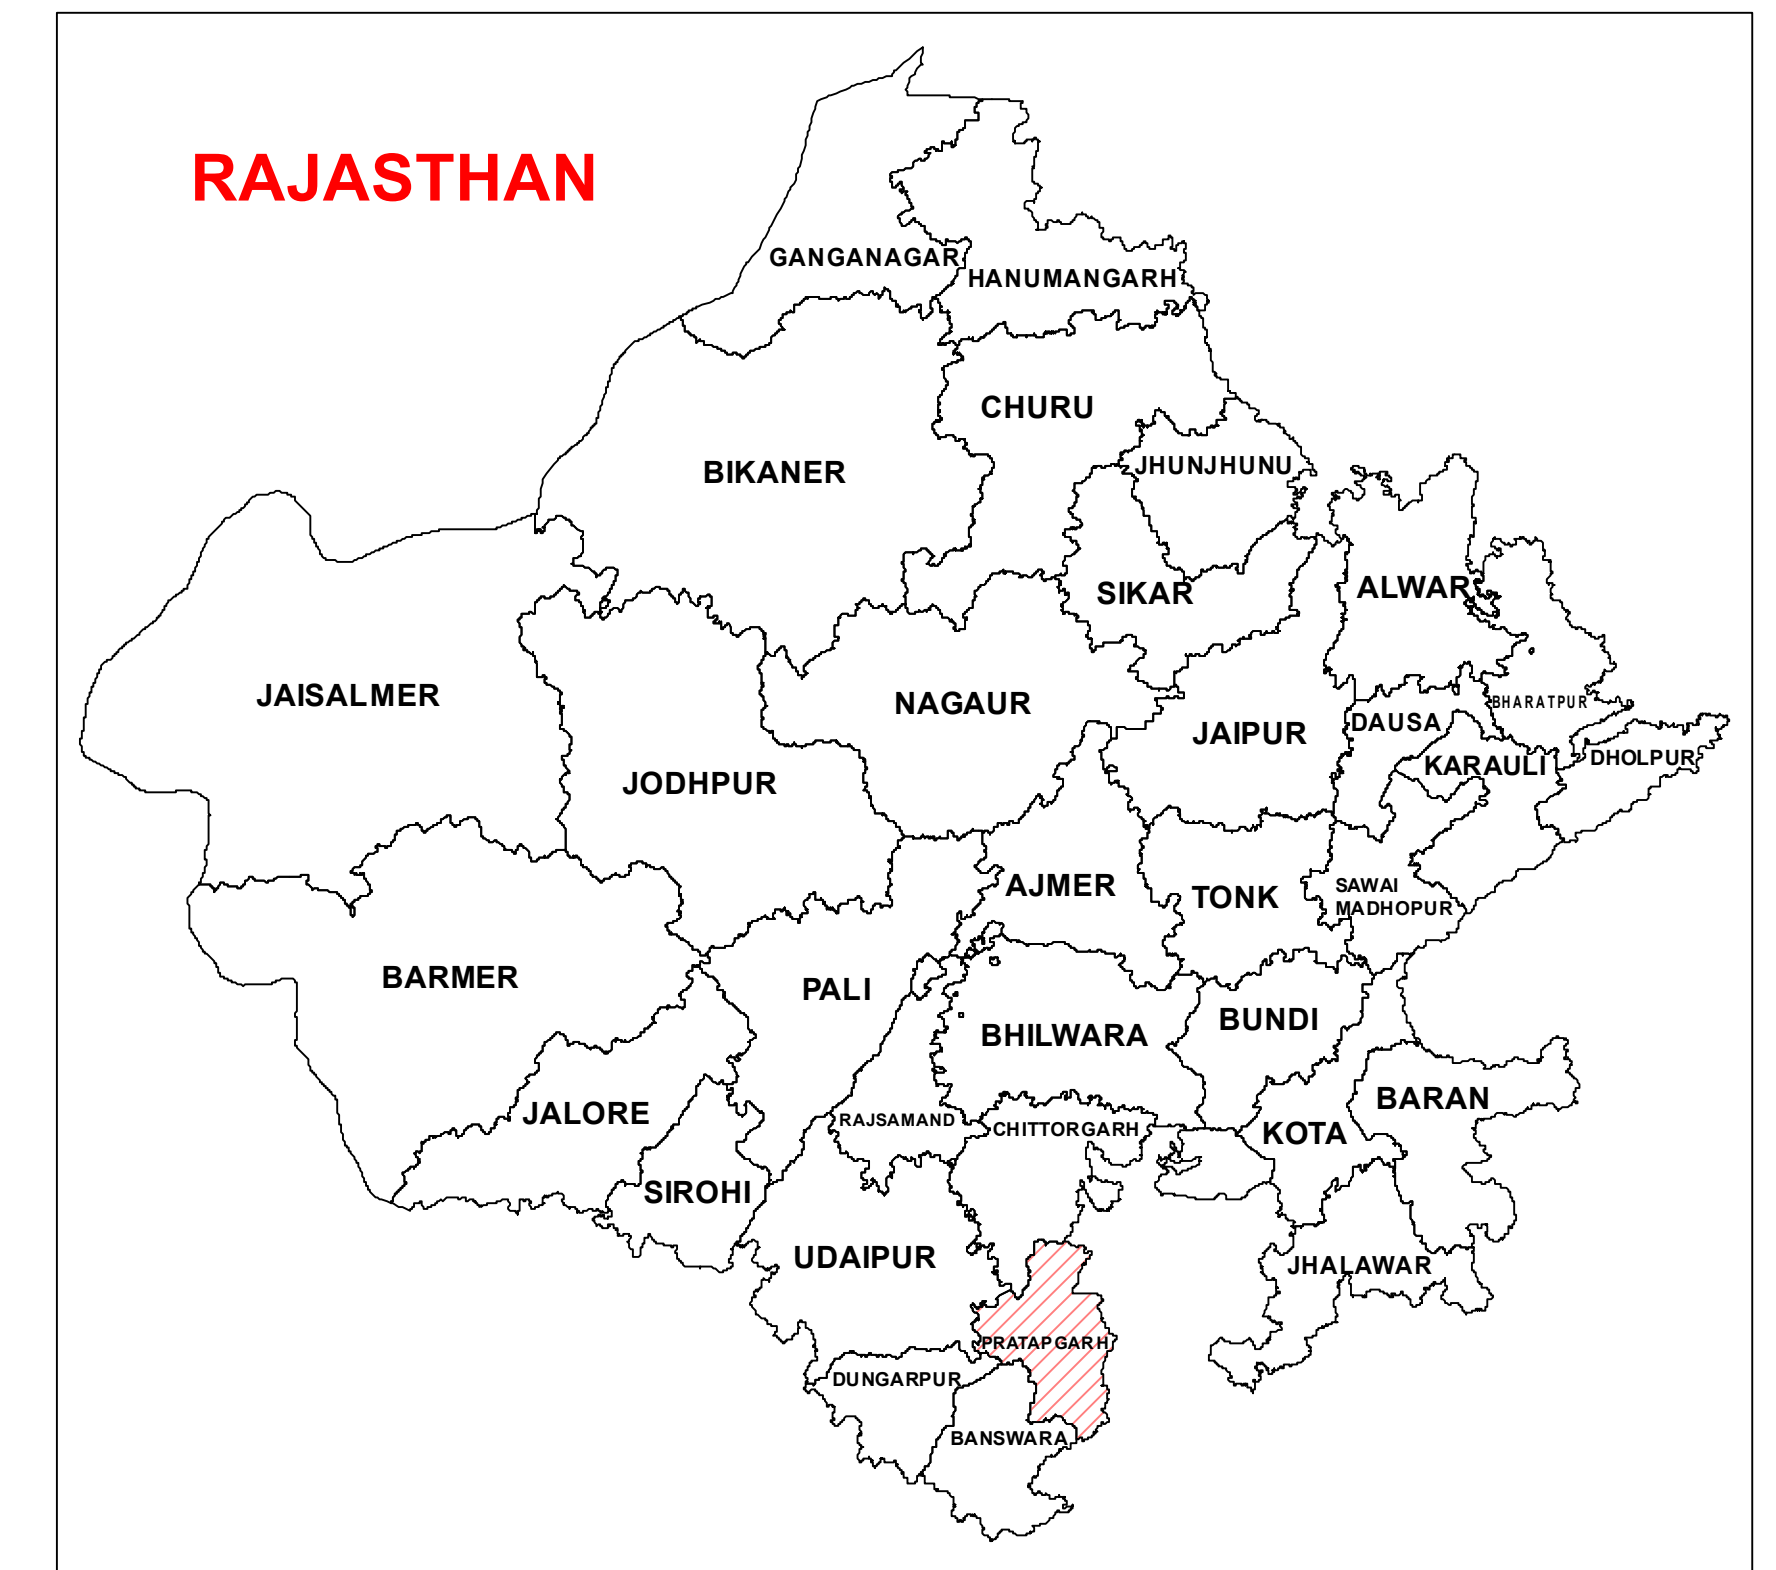 RAJASTHAN
GANGANAGAR
HANUMANGARH
CHURU
BIKANER
JHUNJHUNU
SIKAR
ALWAR
JAISALMER
NAGAUR
BHARATPUR
DAUSA
JAIPUR
KARAULI
DHOLPUR
JODHPUR
AJMER
TONK
SAWAI
MADHOPUR
BARMER
PALI
BUNDI
BHILWARA
BARAN
JALORE
RAJSAMAND
CHITTORGARH
KOTA
SIROHI
UDAIPUR
JHALAWAR
PRATAPGARH
DUNGARPUR
BANSWARA